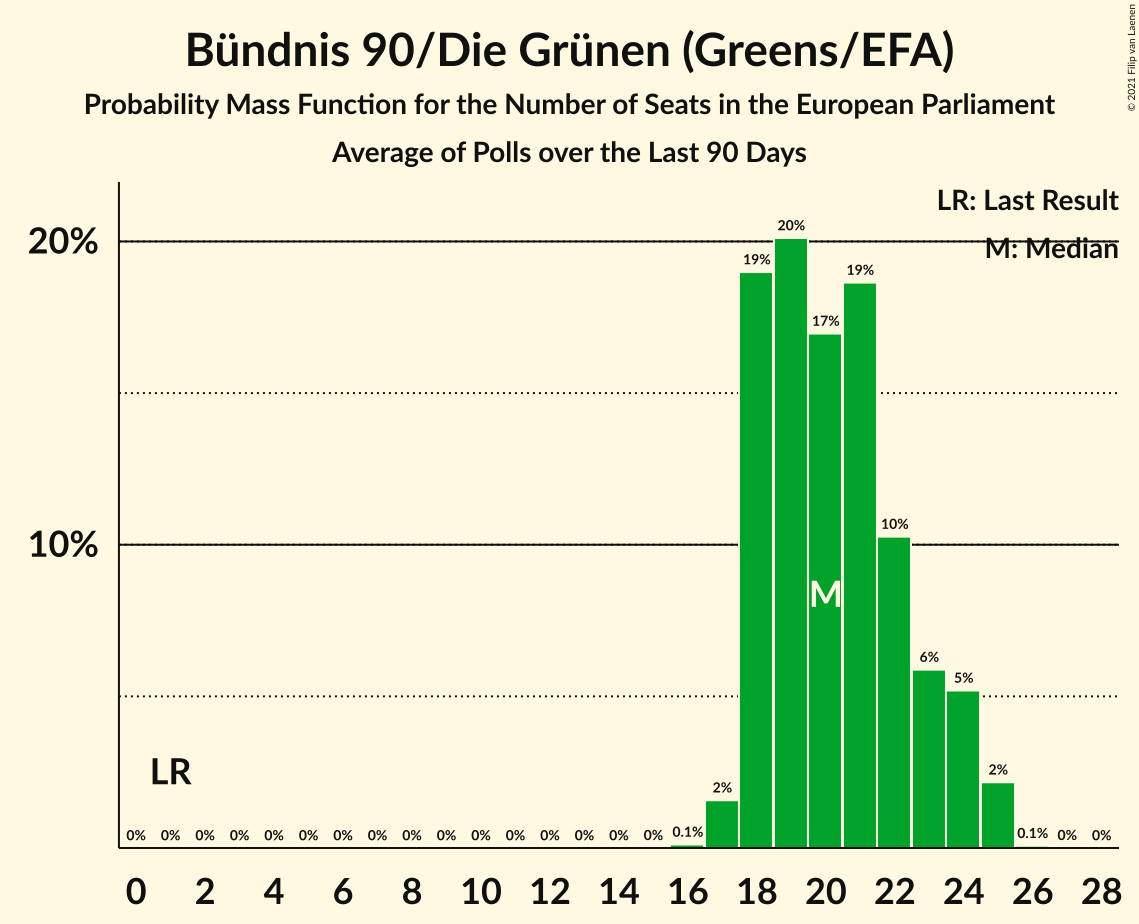 Bündnis 90/Die Grünen (Greens/EFA)
Probability Mass Function for the Number of Seats in the European Parliament
Average of Polls over the Last 90 Days
© 2021 Filip van Laenen
LR: Last Result
M: Median
20%
10%
20%
19%
19%
17%
10%
M
6%
5%
LR
2%
2%
0% 0% 0% 0% 0% 0% 0% 0% 0% 0% 0% 0% 0% 0% 0% 0% 0.1% 0.1% 0% 0%
0 2 4 6 8 10 12 14 16 18 20 22 24 26 28